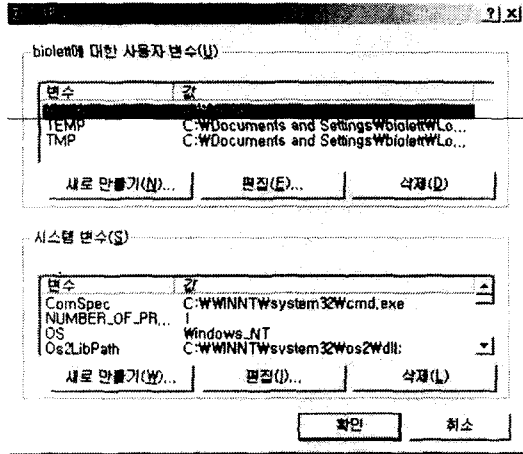 ? X
biolett에 대한 사용자 변수(U)
변수 값
TEMP C:₩Documents and Settings₩biolett₩Lo...
TMP C:₩Documents and Settings₩biolett₩Lo...
새로 만들기(N)... 편집(E)... 삭제(D)
시스템 변수(S)
변수 값
ComSpec C:₩WINNT₩system32₩cmd.exe
NUMBER_OF_PR... 1
OS Windows_NT
Os2LibPath C:₩WINNT₩system32₩os2₩dll;
새로 만들기(W)... 편집(I)... 삭제(L)
확인 취소